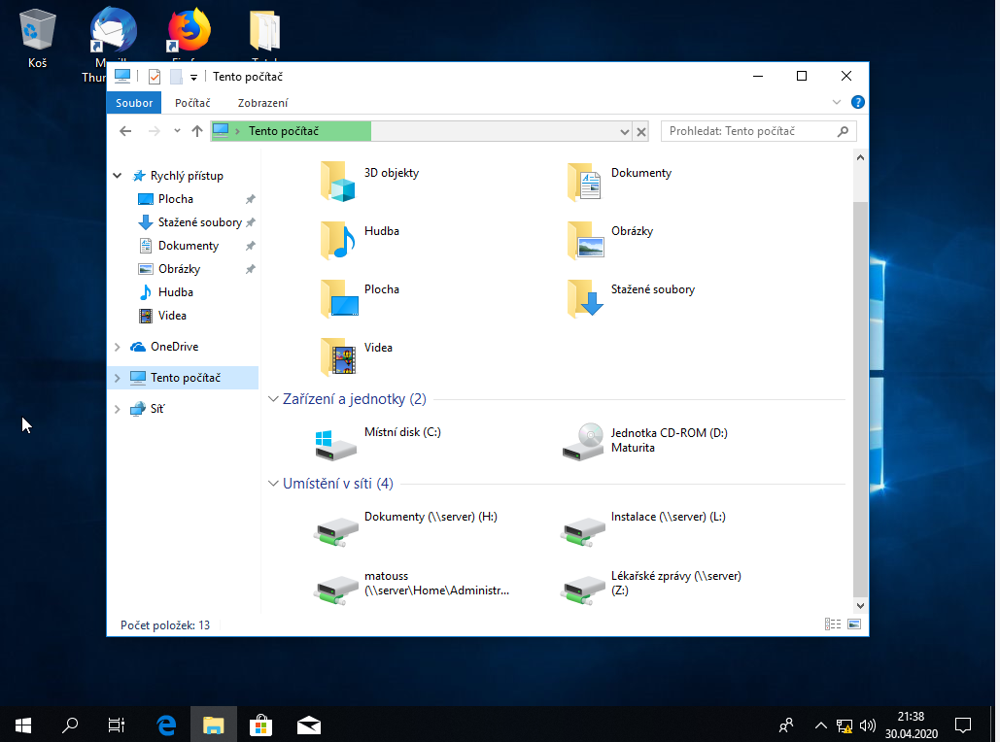 Koš
Tento počítač
Soubor
Počítač
Zobrazení
Tento počítač
Prohledat: Tento počítač
Rychlý přístup
Plocha
Stažené soubory
Dokumenty
Obrázky
Hudba
Videa
OneDrive
Tento počítač
Síť
3D objekty
Dokumenty
Hudba
Obrázky
Plocha
Stažené soubory
Videa
Zařízení a jednotky (2)
Místní disk (C:)
Jednotka CD-ROM (D:)
Maturita
Umístění v síti (4)
Dokumenty (\\server) (H:)
Instalace (\\server) (L:)
matouss
(\\server\Home\Administr...
Lékařské zprávy (\\server)
(Z:)
Počet položek: 13
21:38
30.04.2020